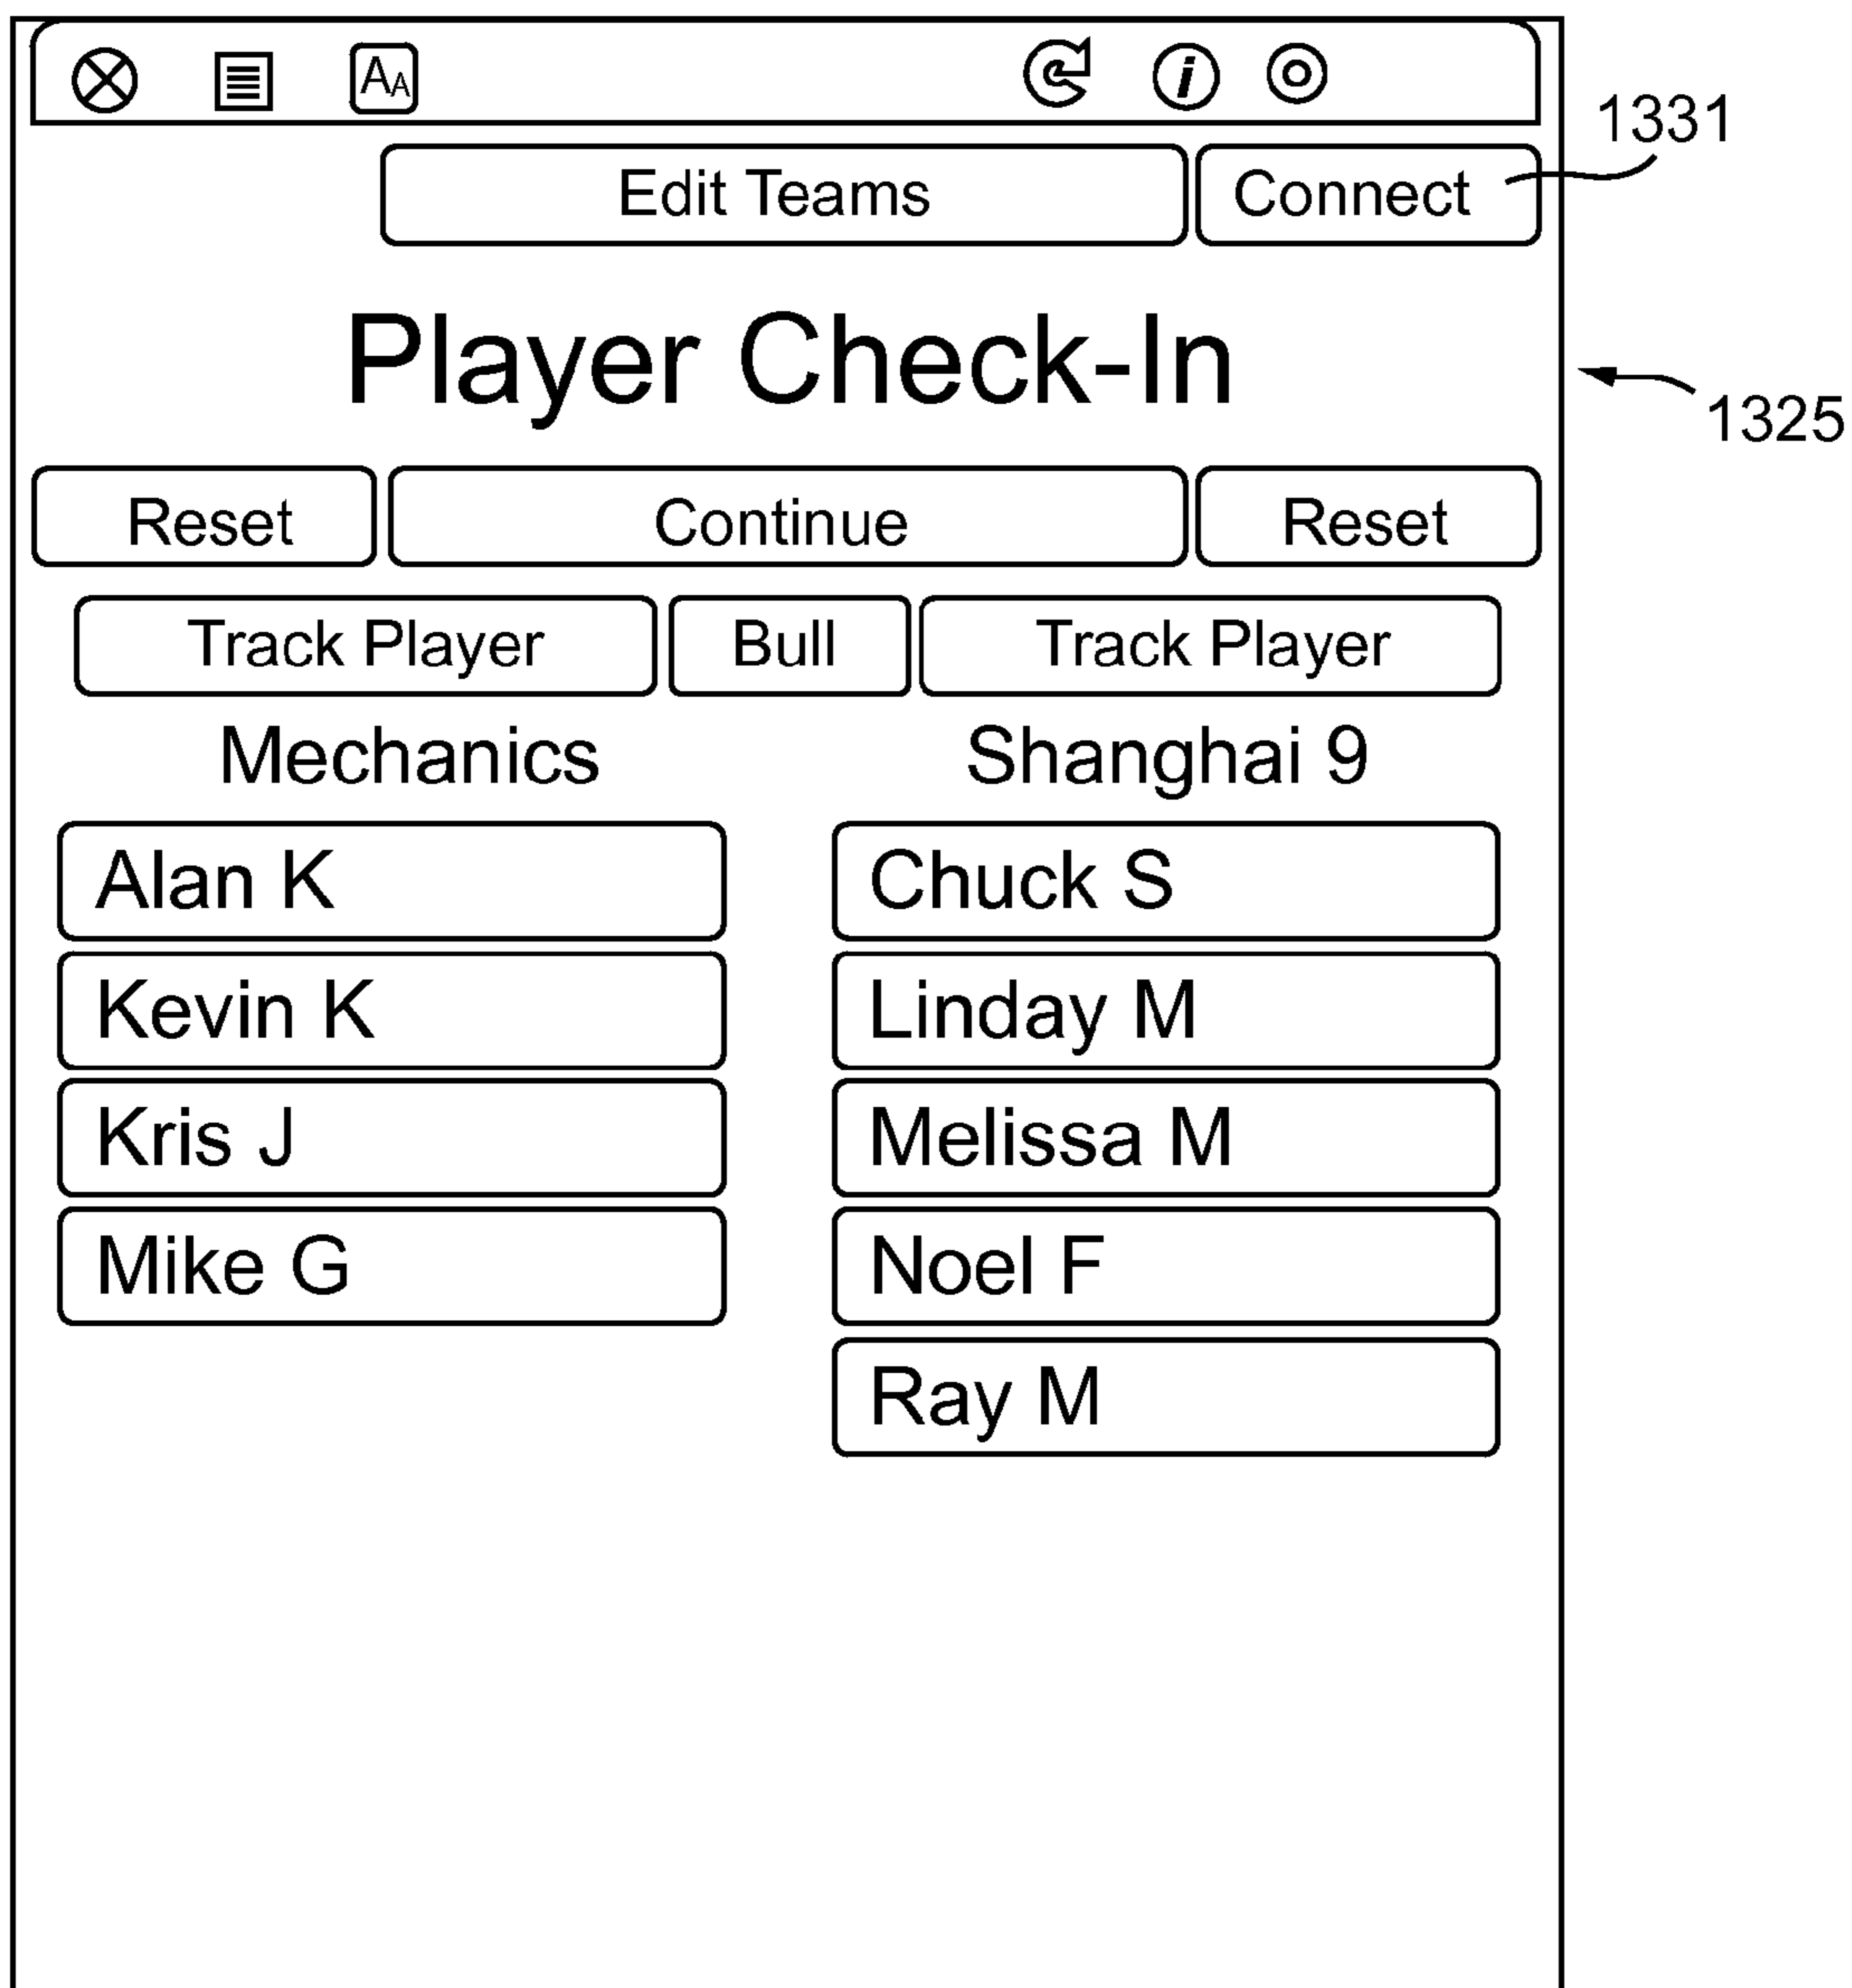 AA i
1331
Edit Teams Connect
Player Check-In
1325
Reset Continue Reset
Track Player Bull Track Player
Mechanics Shanghai 9
Alan K Chuck S
Kevin K Linday M
Kris J Melissa M
Mike G Noel F
Ray M